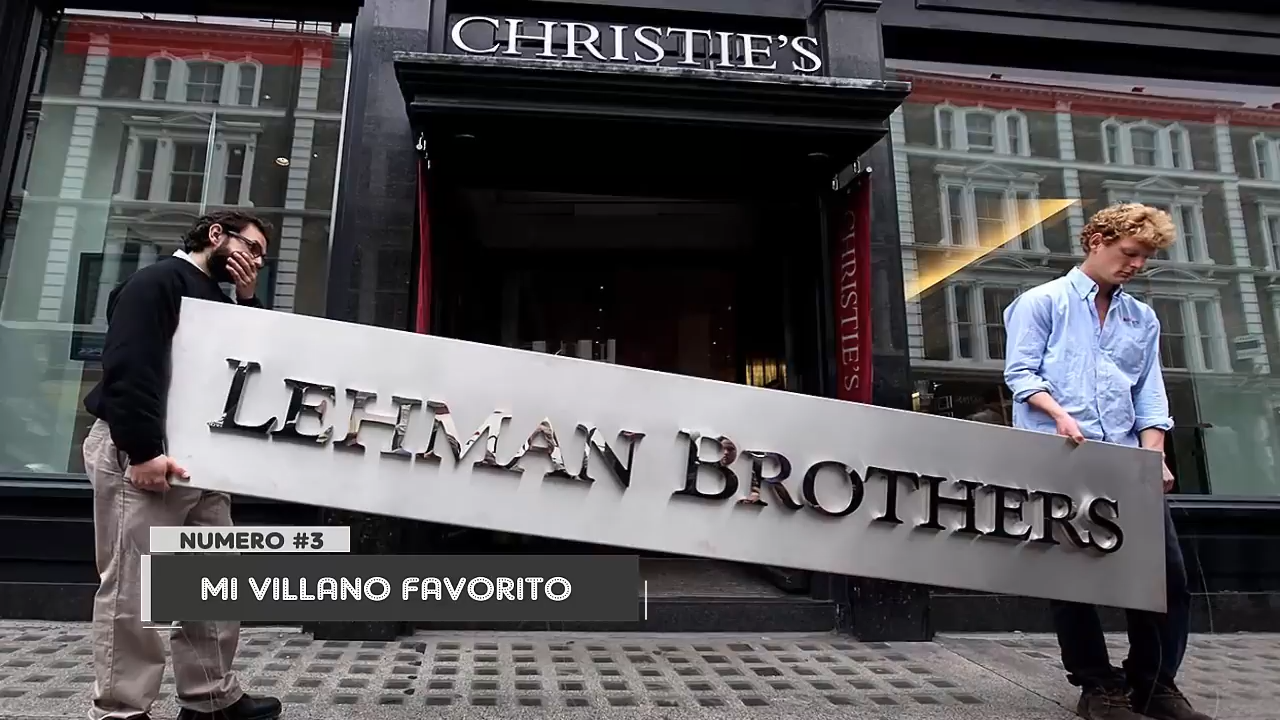 CHRISTIE'S
CHRISTIE'S
LEHMAN BROTHERS
NUMERO #3
MI VILLANO FAVORITO